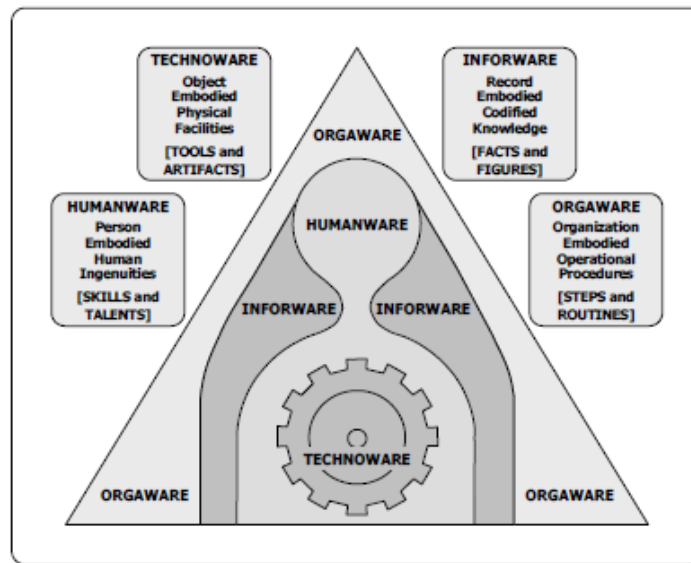 TECHNOWARE
Object
Embodied
Physical
Facilities
[TOOLS and
ARTIFACTS]
INFORWARE
Record
Embodied
Codified
Knowledge
[FACTS and
FIGURES]
HUMANWARE
Person
Embodied
Human
Ingenuities
[SKILLS and
TALENTS]
ORGAWARE
Organization
Embodied
Operational
Procedures
[STEPS and
ROUTINES]
ORGAWARE
HUMANWARE
INFORWARE
INFORWARE
TECHNOWARE
ORGAWARE
ORGAWARE